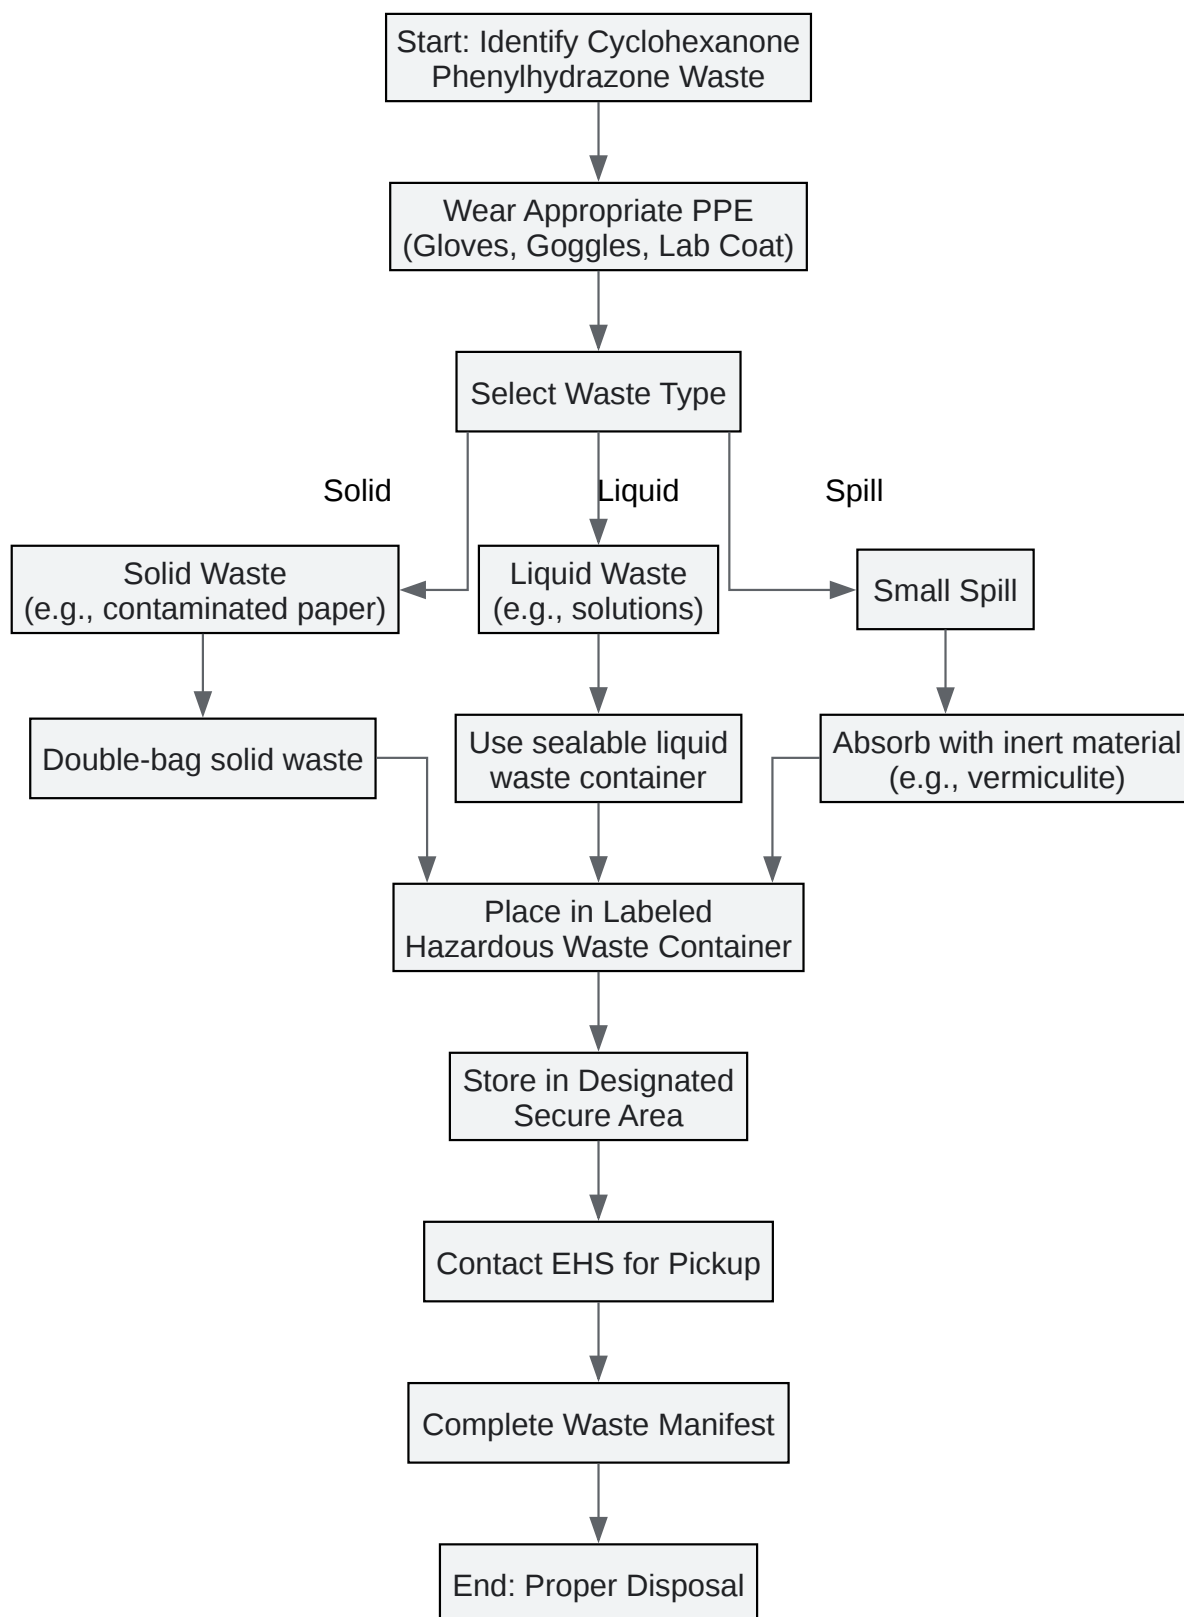 Start: Identify Cyclohexanone
Phenylhydrazone Waste
Wear Appropriate PPE
(Gloves, Goggles, Lab Coat)
Select Waste Type
Solid
Liquid
Spill
Solid Waste
(e.g., contaminated paper)
Liquid Waste
(e.g., solutions)
Small Spill
Double-bag solid waste
Use sealable liquid
waste container
Absorb with inert material
(e.g., vermiculite)
Place in Labeled
Hazardous Waste Container
Store in Designated
Secure Area
Contact EHS for Pickup
Complete Waste Manifest
End: Proper Disposal